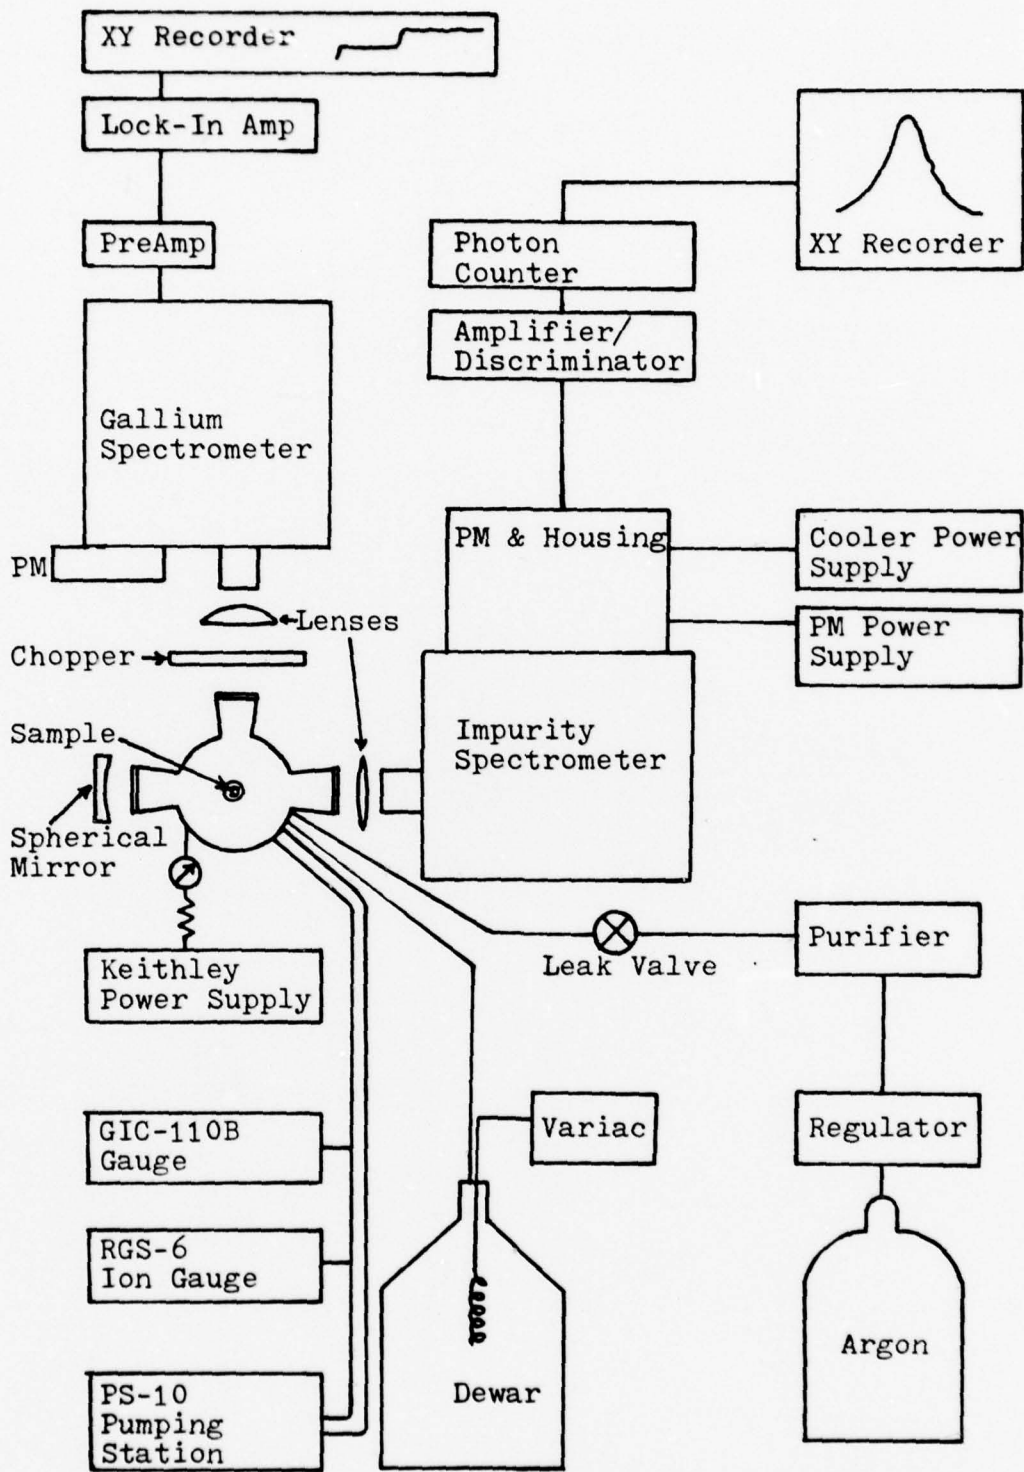 XY Recorder
Lock-In Amp
PreAmp
Photon
Counter
XY Recorder
Amplifier/
Discriminator
Gallium
Spectrometer
PM
PM & Housing
Cooler Power
Supply
Lenses
PM Power
Supply
Chopper
Sample
Impurity
Spectrometer
Spherical
Mirror
Keithley
Power Supply
Leak Valve
Purifier
GIC-110B
Gauge
Variac
Regulator
RGS-6
Ion Gauge
Argon
PS-10
Pumping
Station
Dewar